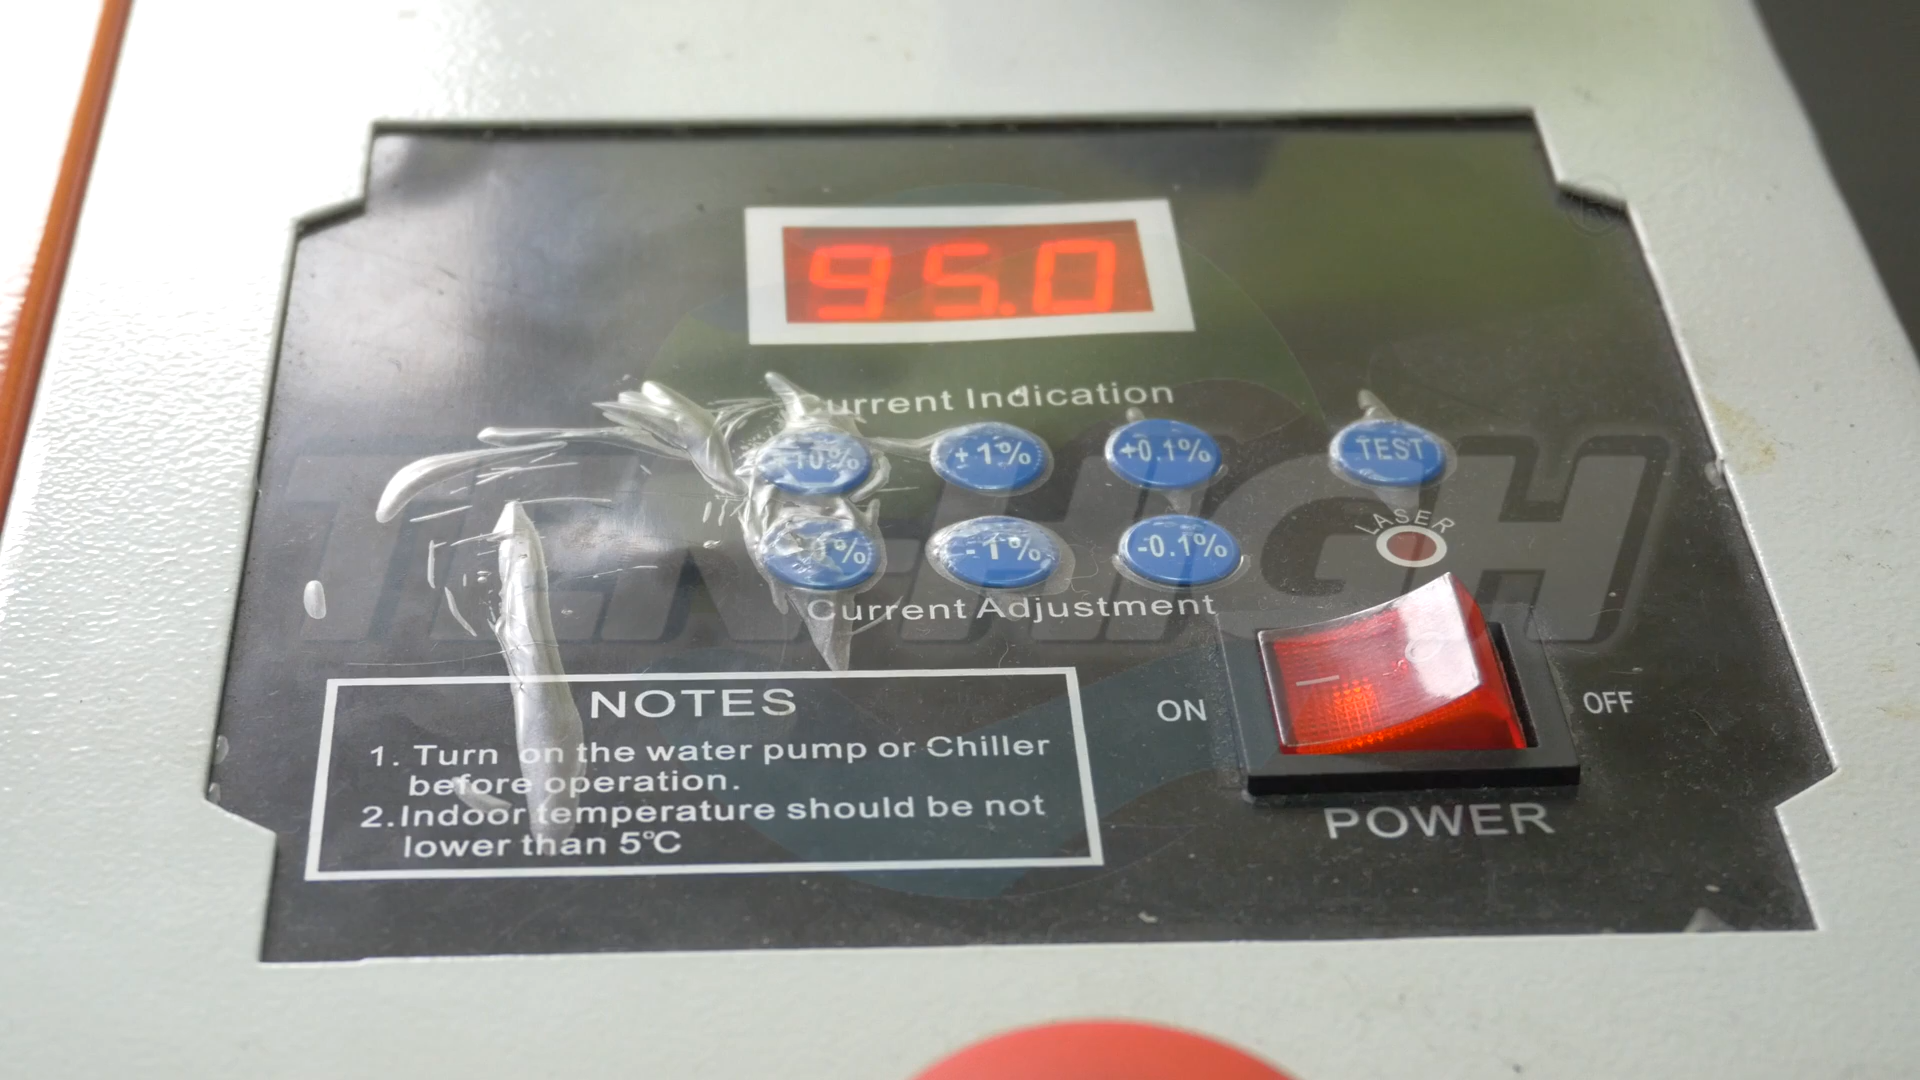 95.0
Current Indication
+10% +1% +0.1% TEST
-1% -0.1%
LASER
Current Adjustment
TEN-HIGH
NOTES
1. Turn on the water pump or Chiller
before operation.
2. Indoor temperature should be not
lower than 5℃
ON OFF
POWER